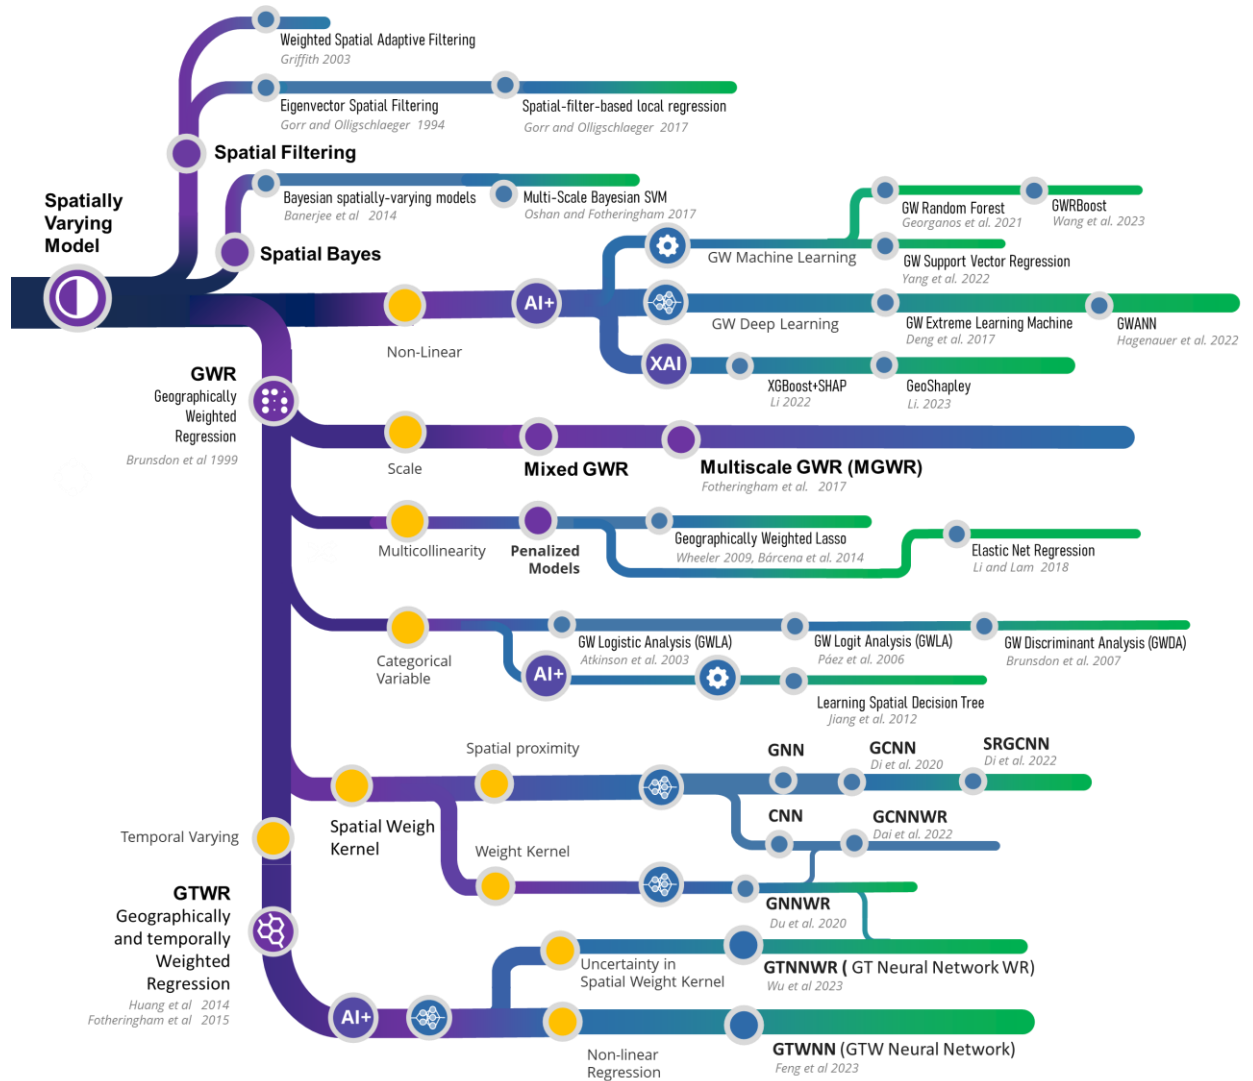 Weighted Spatial Adaptive Filtering
Griffith 2003
Eigenvector Spatial Filtering
Gorr and Olligschlaeger 1994
Spatial-filter-based local regression
Gorr and Olligschlaeger 2017
Spatial Filtering
Spatially
Varying
Model
Bayesian spatially-varying models
Banerjee et al 2014
Multi-Scale Bayesian SVM
Oshan and Fotheringham 2017
Spatial Bayes
GW Random Forest
Georganos et al. 2021
GWRBoost
Wang et al. 2023
GW Machine Learning
GW Support Vector Regression
Yang et al. 2022
AI+
Non-Linear
GW Deep Learning
GW Extreme Learning Machine
Deng et al. 2017
GWANN
Hagenauer et al. 2022
XAI
XGBoost+SHAP
Li 2022
GeoShapley
Li. 2023
GWR
Geographically
Weighted
Regression
Brunsdon et al 1999
Scale
Mixed GWR
Multiscale GWR (MGWR)
Fotheringham et al. 2017
Multicollinearity
Penalized
Models
Geographically Weighted Lasso
Wheeler 2009, Bárcena et al. 2014
Elastic Net Regression
Li and Lam 2018
Categorical
Variable
GW Logistic Analysis (GWLA)
Atkinson et al. 2003
GW Logit Analysis (GWLA)
Páez et al. 2006
GW Discriminant Analysis (GWDA)
Brunsdon et al. 2007
AI+
Learning Spatial Decision Tree
Jiang et al. 2012
Spatial proximity
GNN
GCNN
Di et al. 2020
SRGCNN
Di et al. 2022
Spatial Weigh
Kernel
CNN
GCNNWR
Dai et al. 2022
Temporal Varying
Weight Kernel
GNNWR
Du et al. 2020
GTWR
Geographically
and temporally
Weighted
Regression
Huang et al 2014
Fotheringham et al 2015
Uncertainty in
Spatial Weight Kernel
GTNNWR ( GT Neural Network WR)
Wu et al 2023
AI+
Non-linear
Regression
GTWNN (GTW Neural Network)
Feng et al 2023